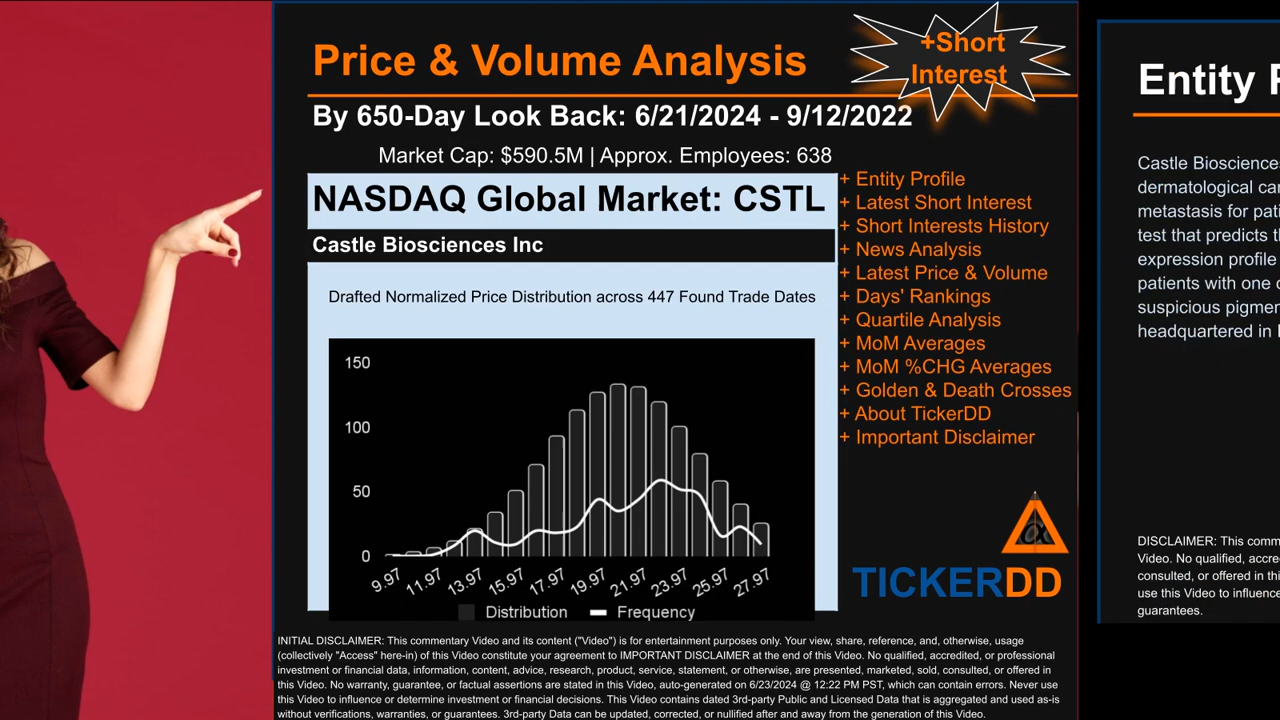 Price & Volume Analysis
+Short
Interest
By 650-Day Look Back: 6/21/2024 - 9/12/2022
Market Cap: $590.5M | Approx. Employees: 638
NASDAQ Global Market: CSTL
Castle Biosciences Inc
Drafted Normalized Price Distribution across 447 Found Trade Dates
150
100
50
0
9.97 11.97 13.97 15.97 17.97 19.97 21.97 23.97 25.97 27.97
Distribution Frequency
+ Entity Profile
+ Latest Short Interest
+ Short Interests History
+ News Analysis
+ Latest Price & Volume
+ Days' Rankings
+ Quartile Analysis
+ MoM Averages
+ MoM %CHG Averages
+ Golden & Death Crosses
+ About TickerDD
+ Important Disclaimer
TICKERDD
INITIAL DISCLAIMER: This commentary Video and its content ("Video") is for entertainment purposes only. Your view, share, reference, and, otherwise, usage
(collectively "Access" here-in) of this Video constitute your agreement to IMPORTANT DISCLAIMER at the end of this Video. No qualified, accredited, or professional
investment or financial data, information, content, advice, research, product, service, statement, or otherwise, are presented, marketed, sold, consulted, or offered in
this Video. No warranty, guarantee, or factual assertions are stated in this Video, auto-generated on 6/23/2024 @ 12:22 PM PST, which can contain errors. Never use
this Video to influence or determine investment or financial decisions. This Video contains dated 3rd-party Public and Licensed Data that is aggregated and used as-is
without verifications, warranties, or guarantees. 3rd-party Data can be updated, corrected, or nullified after and away from the generation of this Video.
Entity
Castle Biosciences
dermatological
metastasis for
test that predicts
expression profile
patients with one
suspicious
headquartered in
DISCLAIMER: This
Video. No qualified,
consulted, or offered in
use this Video to influence
guarantees.